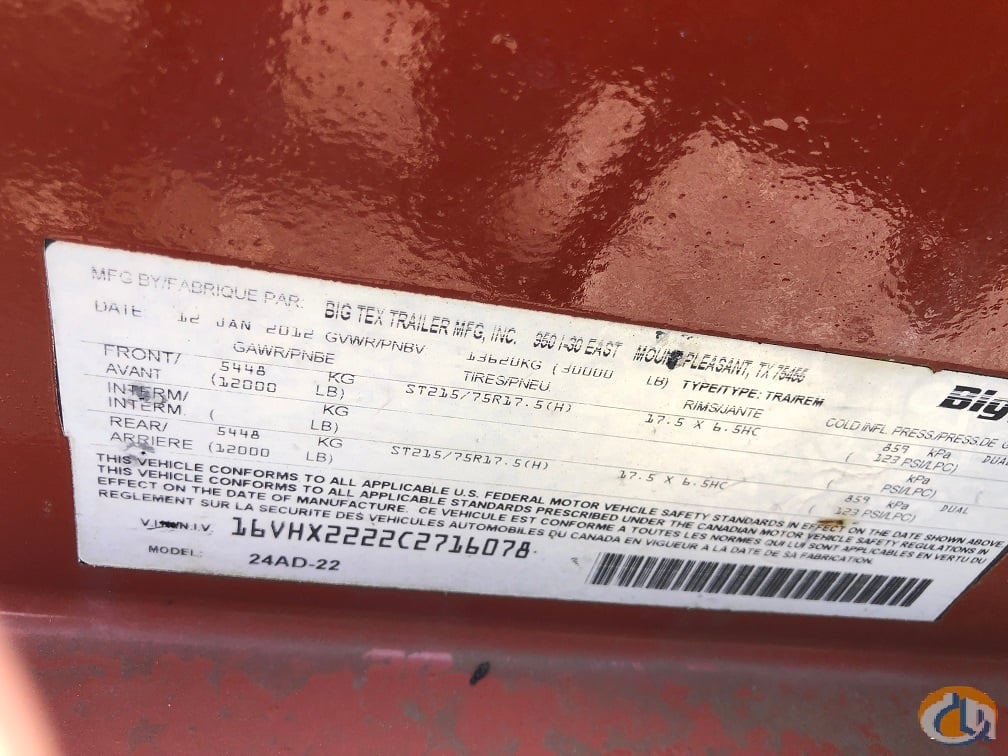 MFG BY/FABRIQUE PAR: BIG TEX TRAILER MFG, INC. 950 I-30 EAST MOUNT PLEASANT, TX 75455
DATE 12 JAN 2012 GVWR/PNBV 13620KG (30000 LB) TYPE/TYPE: TRA/REM Big
GAWR/PNBE TIRES/PNEU RIMS/JANTE COLD INFL. PRESS/PRESS.DE G
FRONT/ 5448 KG ST215/75R17.5(H) 17.5 X 6.5HC 859 kPa DUAL
AVANT (12000 LB) ( 123 PSI/LPC)
INTERM/ KG kPa
INTERM. ( LB) ( PSI/LPC)
REAR/ 5448 KG ST215/75R17.5(H) 17.5 X 6.5HC 859 kPa DUAL
ARRIERE (12000 LB) ( 123 PSI/LPC)
THIS VEHICLE CONFORMS TO ALL APPLICABLE U.S. FEDERAL MOTOR VEHICLE SAFETY STANDARDS IN EFFECT ON THE DATE SHOWN ABOVE
THIS VEHICLE CONFORMS TO ALL APPLICABLE STANDARDS PRESCRIBED UNDER THE CANADIAN MOTOR VEHICLE SAFETY REGULATIONS IN
EFFECT ON THE DATE OF MANUFACTURE. CE VEHICULE EST CONFORME A TOUTES LES NORMES QUI LUI SONT APPLICABLES EN VERTU DU
REGLEMENT SUR LA SECURITE DES VEHICULES AUTOMOBILES DU CANADA EN VIGUEUR A LA DATE DE SA FABRICATION.
V.I.N./N.I.V. 16VHX2222C2716078
MODEL: 24AD-22